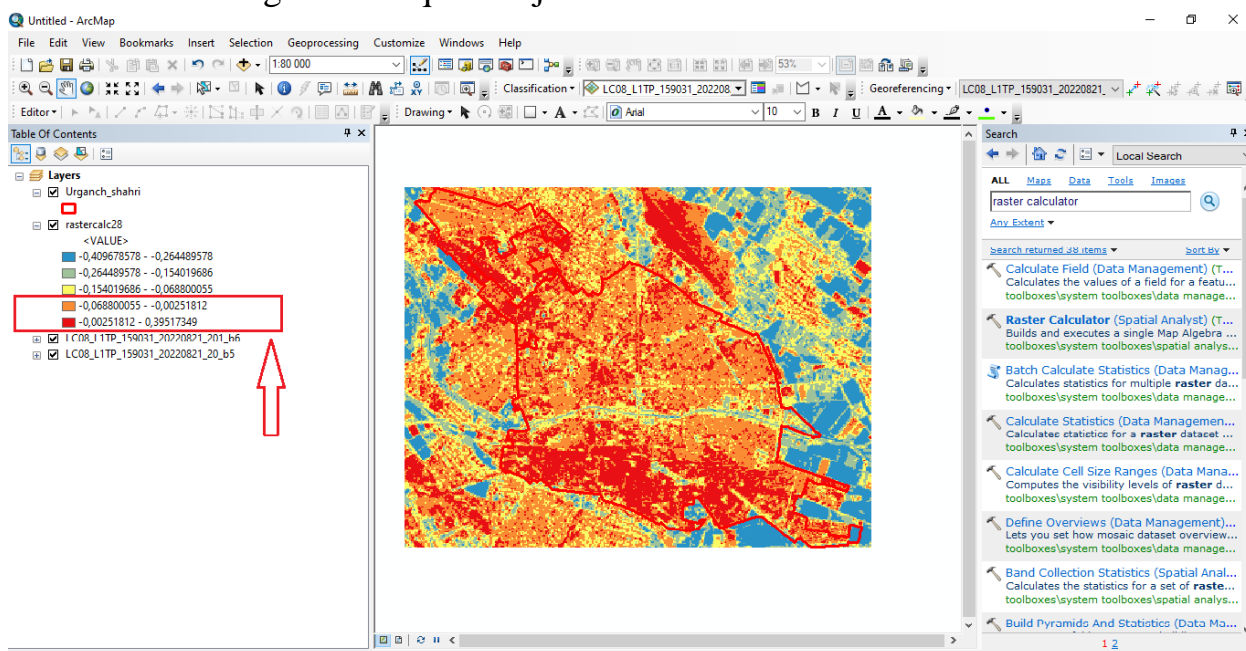 Untitled - ArcMap
File Edit View Bookmarks Insert Selection Geoprocessing Customize Windows Help
1:80 000
53%
Classification
LC08_L1TP_159031_202208
Georeferencing
LC08_L1TP_159031_20220821_
Editor
Drawing
A
Arial
10
B I U A
Table Of Contents
Layers
Urganch_shahri
rastercalc28
<VALUE>
-0,409678578 - -0,264489578
-0,264489578 - -0,154019686
-0,154019686 - -0,068800055
-0,068800055 - -0,00251812
-0,00251812 - 0,39517349
LC08_L1TP_159031_20220821_201_b6
LC08_L1TP_159031_20220821_20_b5
Search
Local Search
ALL Maps Data Tools Images
raster calculator
Any Extent
Search returned 38 items Sort By
Calculate Field (Data Management) (T...
Calculates the values of a field for a featu...
toolboxes\system toolboxes\data manage...
Raster Calculator (Spatial Analyst) (T...
Builds and executes a single Map Algebra ...
toolboxes\system toolboxes\spatial analys...
Batch Calculate Statistics (Data Manag...
Calculates statistics for multiple raster da...
toolboxes\system toolboxes\data manage...
Calculate Statistics (Data Managemen...
Calculates statistics for a raster dataset ...
toolboxes\system toolboxes\data manage...
Calculate Cell Size Ranges (Data Mana...
Computes the visibility levels of raster d...
toolboxes\system toolboxes\data manage...
Define Overviews (Data Management)...
Lets you set how mosaic dataset overview...
toolboxes\system toolboxes\data manage...
Band Collection Statistics (Spatial Anal...
Calculates the statistics for a set of raste...
toolboxes\system toolboxes\spatial analys...
Build Pyramids And Statistics (Data Ma...
1 2